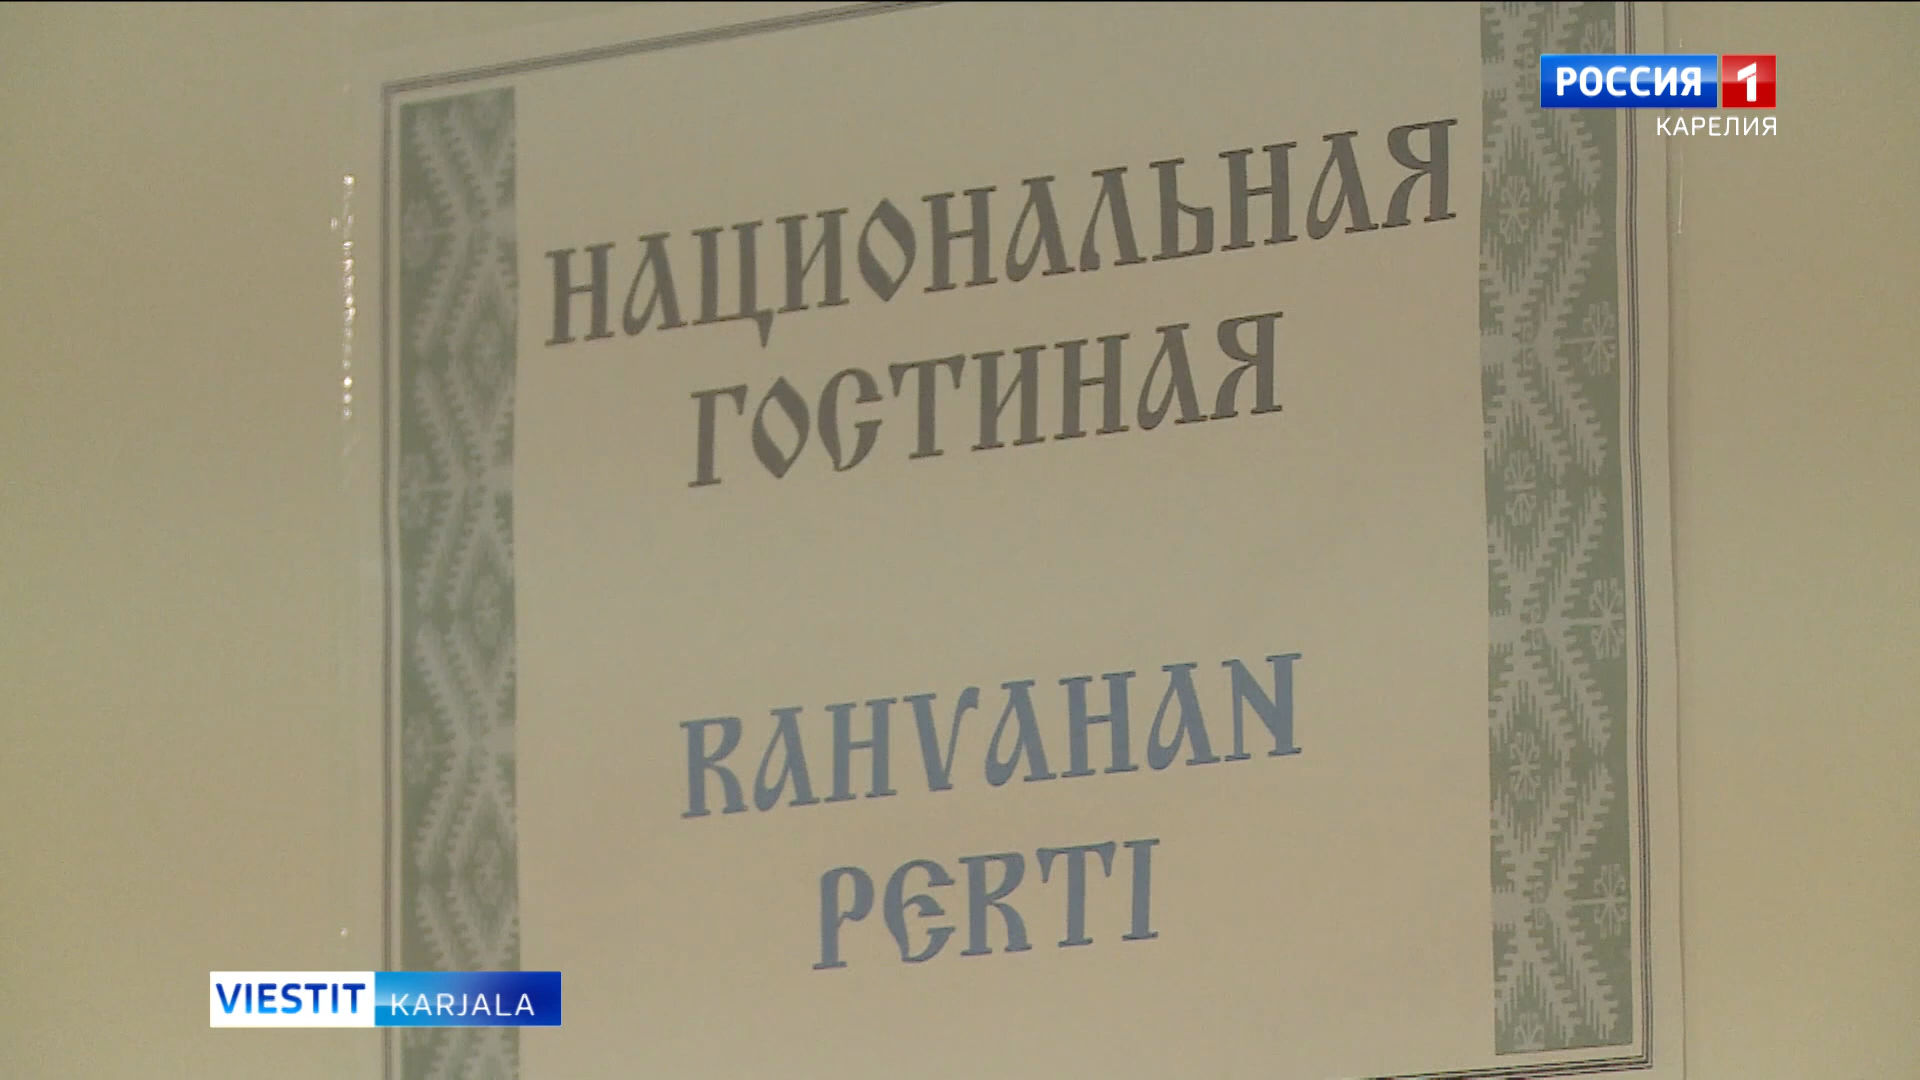 РОССИЯ 1
КАРЕЛИЯ
НАЦИОНАЛЬНАЯ
ГОСТИНАЯ
RAHVAHAN
PERTI
VIESTIT KARJALA